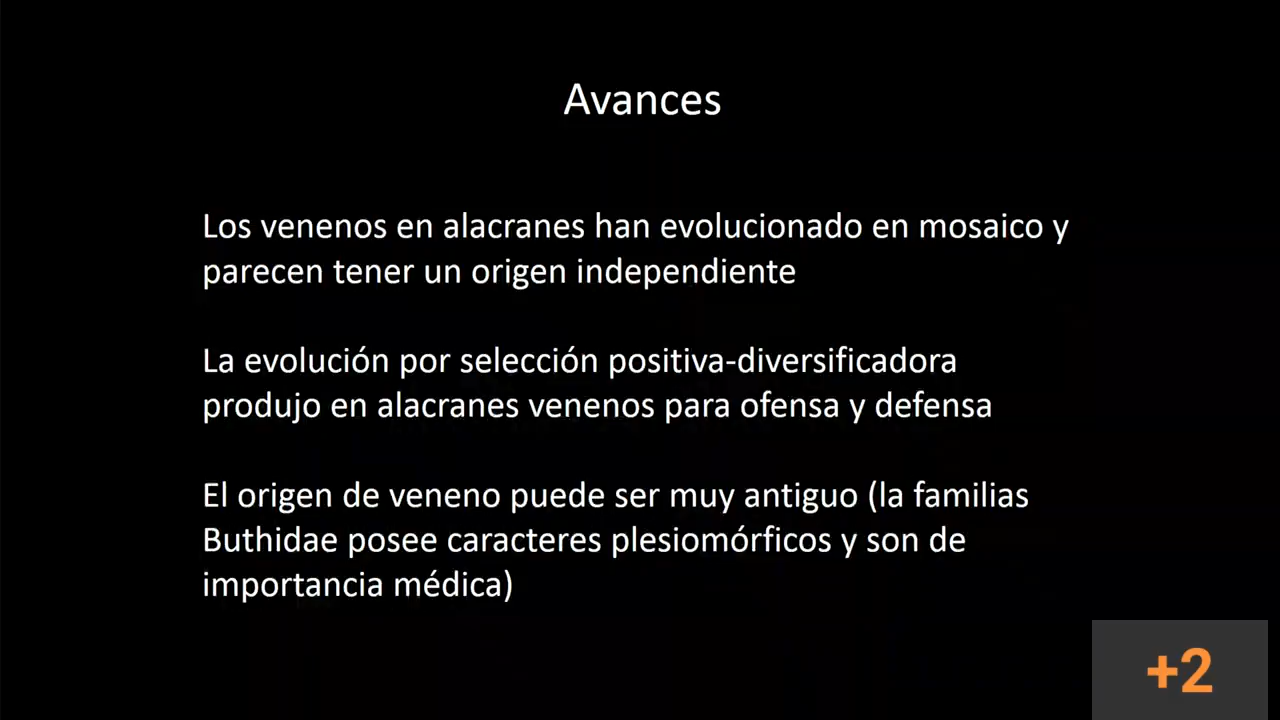 Avances
Los venenos en alacranes han evolucionado en mosaico y
parecen tener un origen independiente
La evolución por selección positiva-diversificadora
produjo en alacranes venenos para ofensa y defensa
El origen de veneno puede ser muy antiguo (la familias
Buthidae posee caracteres plesiomórficos y son de
importancia médica)
+2